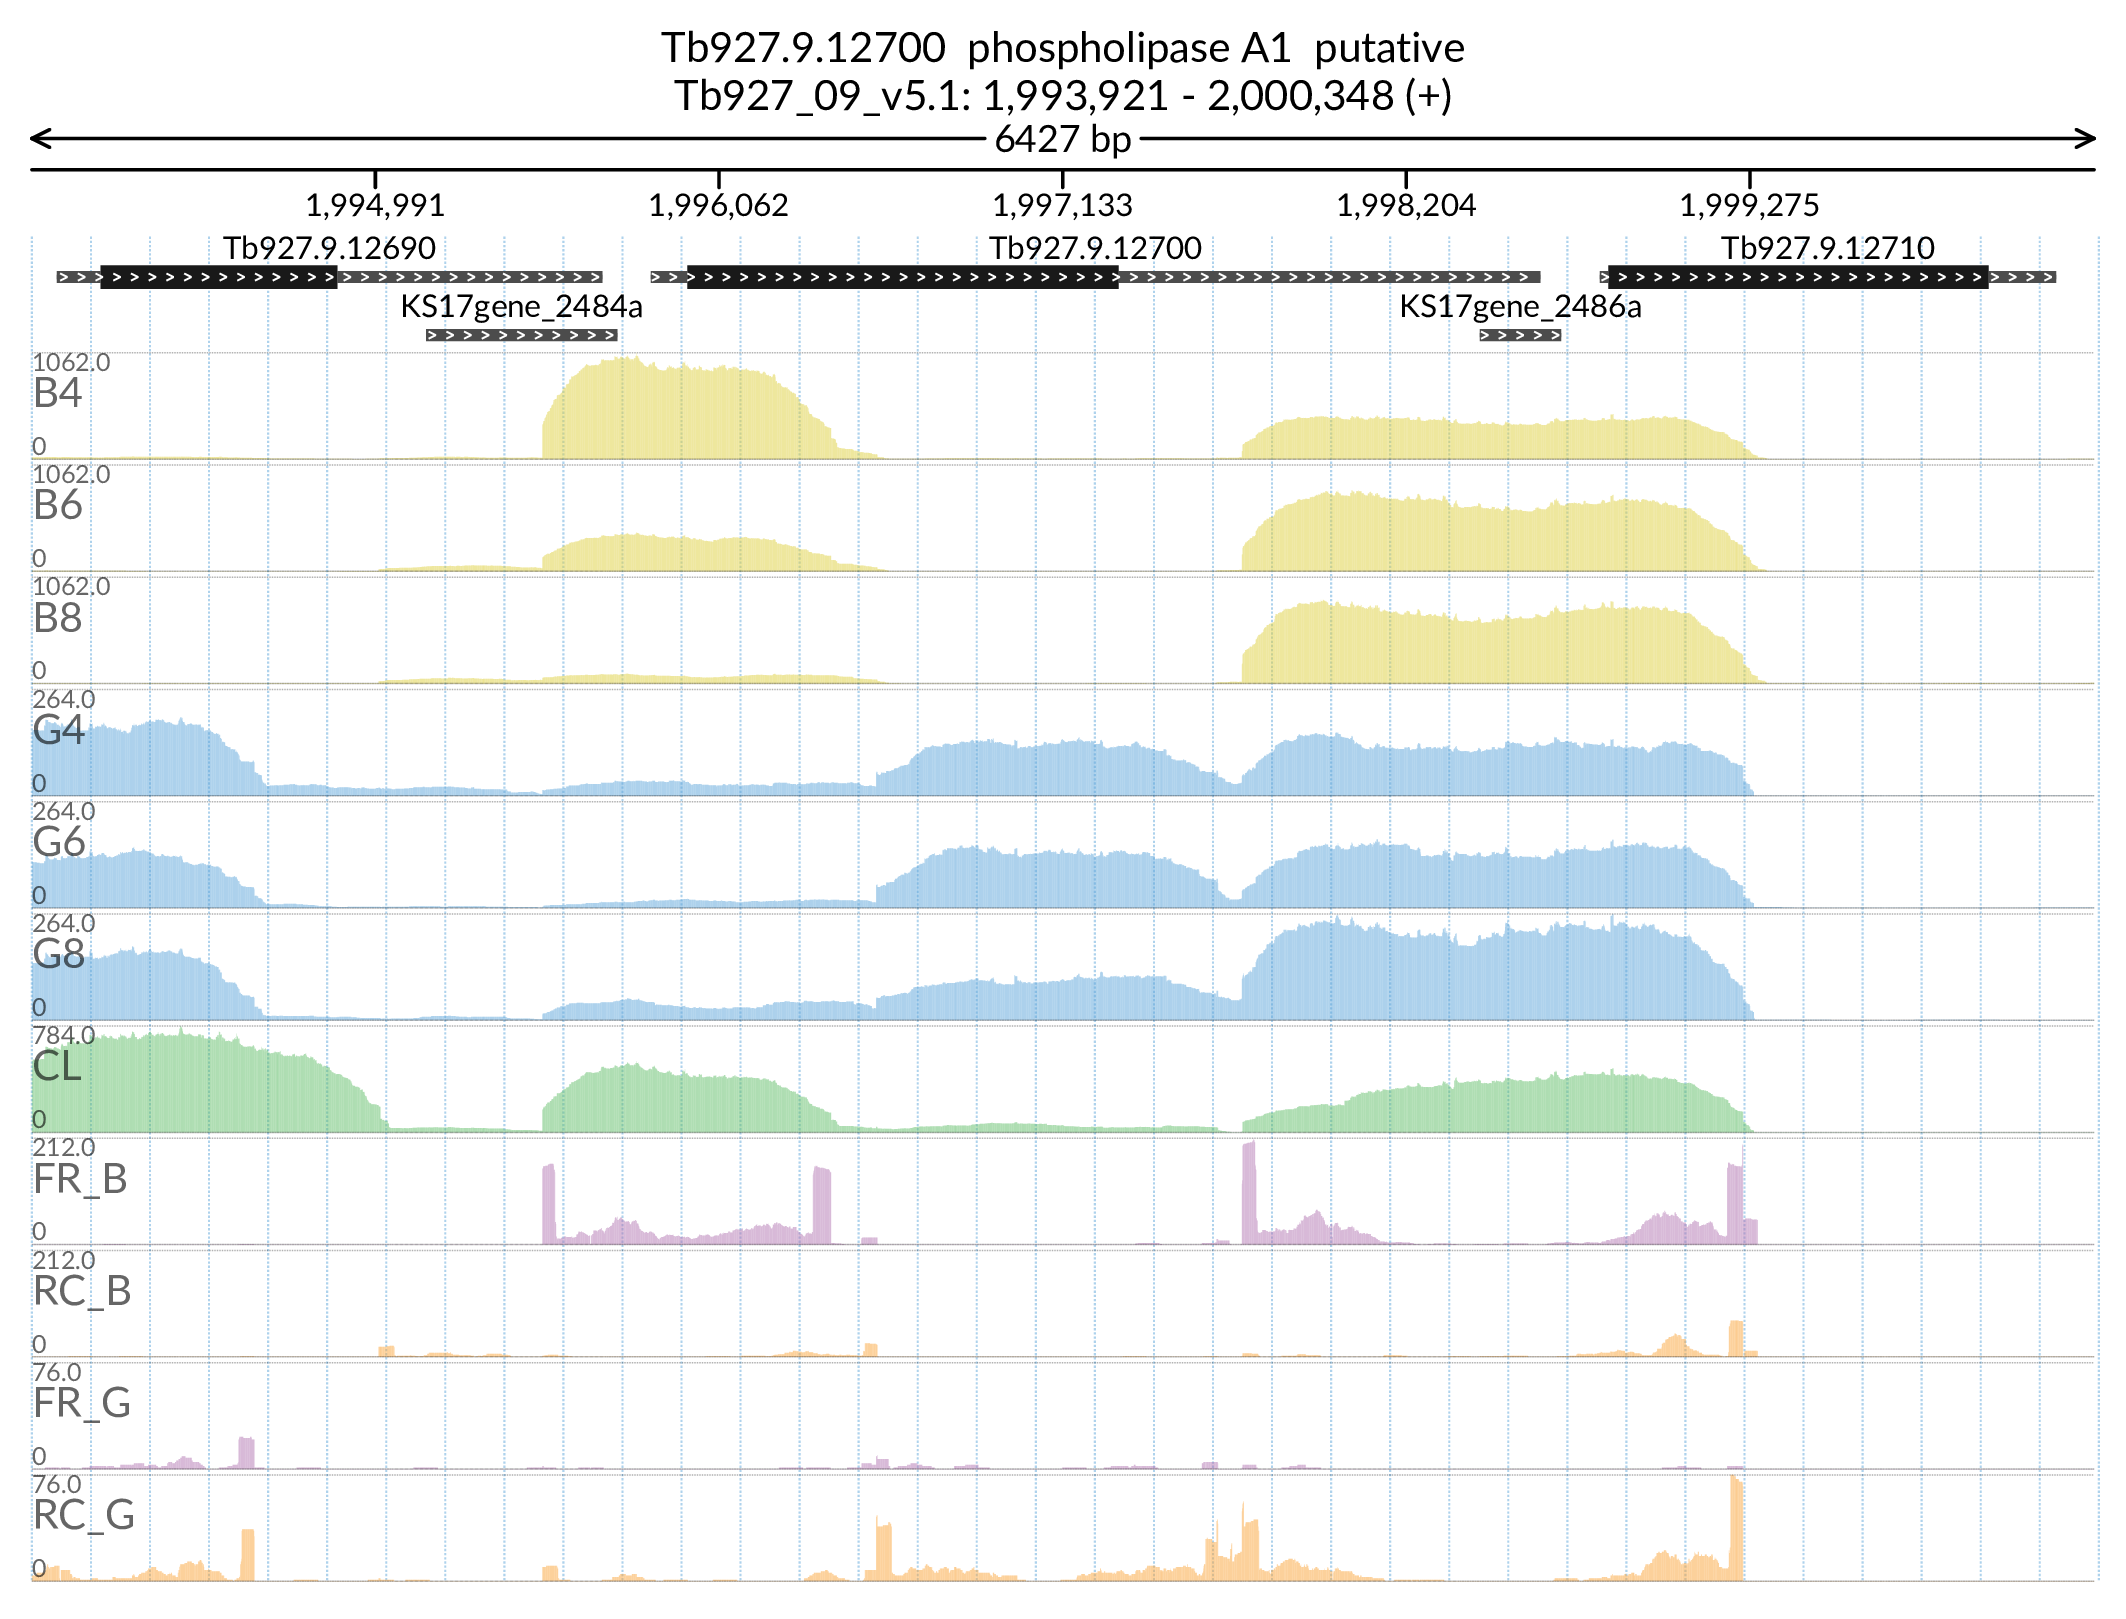 Tb927.9.12700  phospholipase A1  putative
Tb927_09_v5.1: 1,993,921 - 2,000,348 (+)
6427 bp
1,994,991 1,996,062 1,997,133 1,998,204 1,999,275
Tb927.9.12690 Tb927.9.12700 Tb927.9.12710
KS17gene_2484a KS17gene_2486a
1062.0
B4
0
1062.0
B6
0
1062.0
B8
0
264.0
G4
0
264.0
G6
0
264.0
G8
0
784.0
CL
0
212.0
FR_B
0
212.0
RC_B
0
76.0
FR_G
0
76.0
RC_G
0